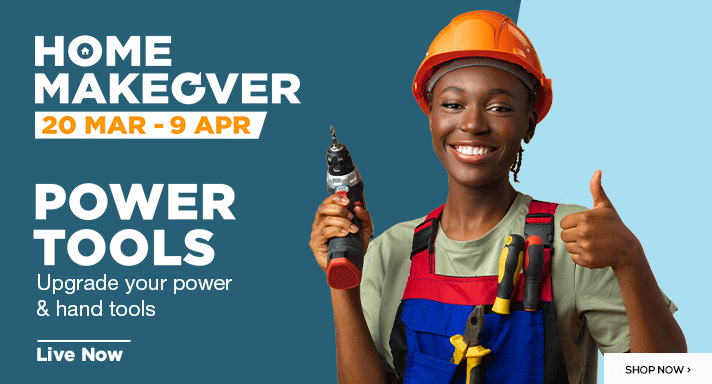 HOME
MAKEOVER
20 MAR - 9 APR
POWER
TOOLS
Upgrade your power
& hand tools
Live Now
SHOP NOW ›